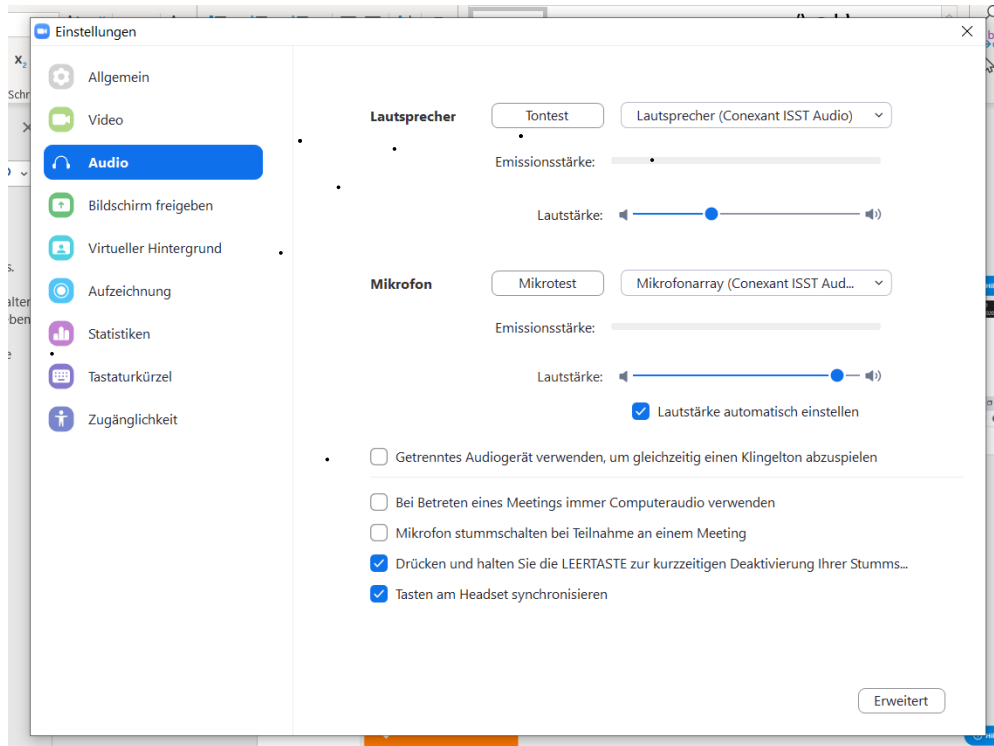 Einstellungen
x2
Schr
Allgemein
Video
Audio
Bildschirm freigeben
Virtueller Hintergrund
Aufzeichnung
Statistiken
Tastaturkürzel
Zugänglichkeit
Lautsprecher
Tontest
Lautsprecher (Conexant ISST Audio)
Emissionsstärke:
Lautstärke:
Mikrofon
Mikrotest
Mikrofonarray (Conexant ISST Aud...
Emissionsstärke:
Lautstärke:
Lautstärke automatisch einstellen
Getrenntes Audiogerät verwenden, um gleichzeitig einen Klingelton abzuspielen
Bei Betreten eines Meetings immer Computeraudio verwenden
Mikrofon stummschalten bei Teilnahme an einem Meeting
Drücken und halten Sie die LEERTASTE zur kurzzeitigen Deaktivierung Ihrer Stumms...
Tasten am Headset synchronisieren
Erweitert